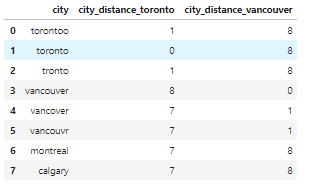 city city_distance_toronto city_distance_vancouver
0 torontoo 1 8
1 toronto 0 8
2 tronto 1 8
3 vancouver 8 0
4 vancover 7 1
5 vancouvr 7 1
6 montreal 7 8
7 calgary 7 8